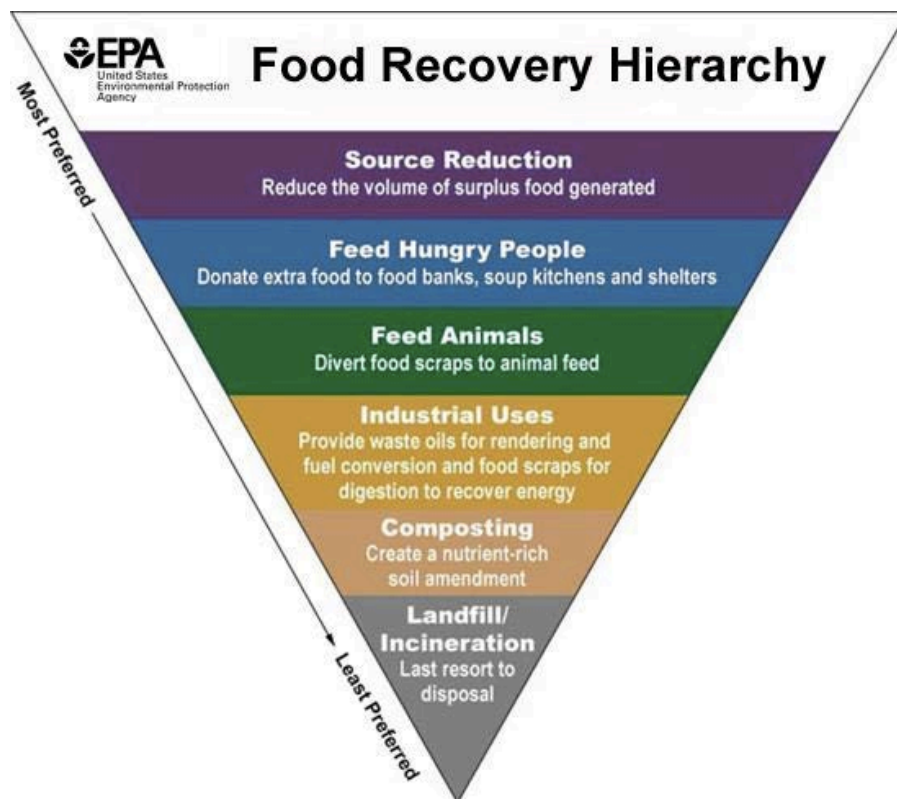 EPA
United States
Environmental Protection
Agency
Food Recovery Hierarchy
Most Preferred
Source Reduction
Reduce the volume of surplus food generated
Feed Hungry People
Donate extra food to food banks, soup kitchens and shelters
Feed Animals
Divert food scraps to animal feed
Industrial Uses
Provide waste oils for rendering and
fuel conversion and food scraps for
digestion to recover energy
Composting
Create a nutrient-rich
soil amendment
Landfill/
Incineration
Last resort to
disposal
Least Preferred